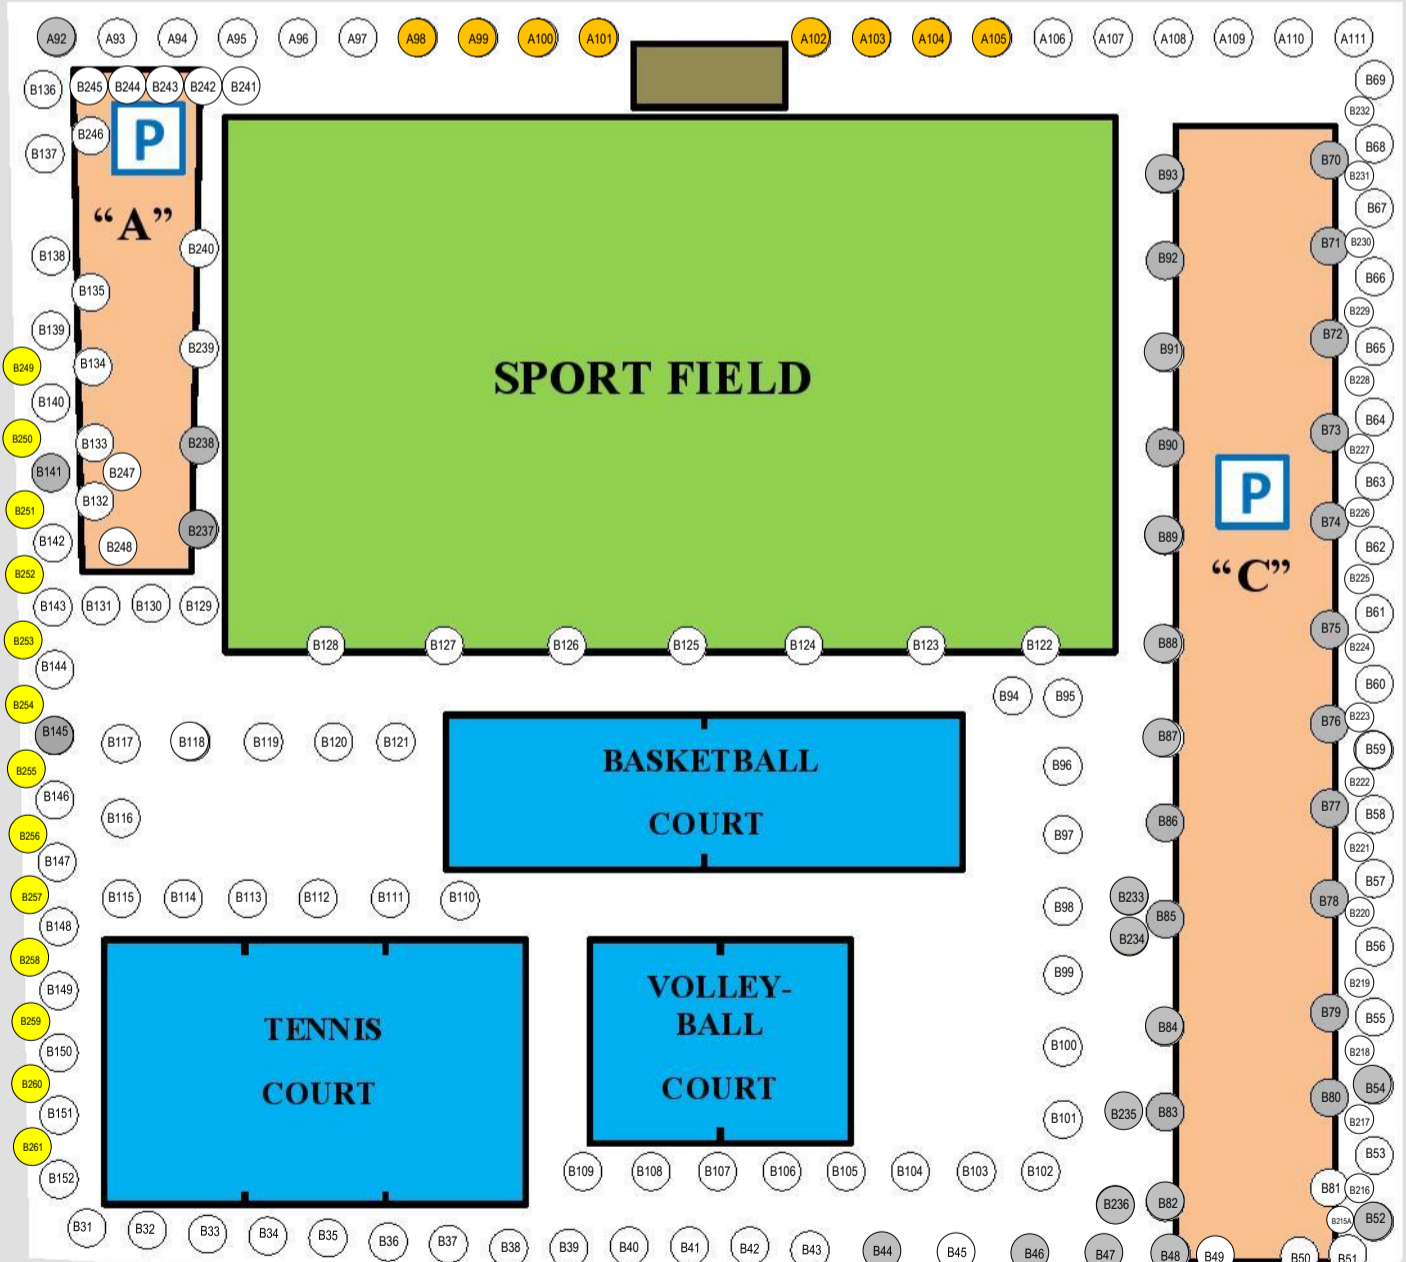 A92 A93 A94 A95 A96 A97 A98 A99 A100 A101 A102 A103 A104 A105 A106 A107 A108 A109 A110 A111
B136 B245 B244 B243 B242 B241 B69
B232
B137 B246 P B68
B93 B70 B231
"A" B67
B138 B240 B92 B71 B230
B66
B135 B229
B139 B239 B91 B72 B65
B249 B134 SPORT FIELD B228
B140 B64
B250 B133 B238 B90 B73 B227
B141 B247 P B63
B251 B132 B226
B142 B248 B237 B89 B74 B62
B252 "C" B225
B143 B131 B130 B129 B61
B253 B128 B127 B126 B125 B124 B123 B122 B88 B75 B224
B144 B60
B254 B94 B95 B223
B145 B117 B118 B119 B120 B121 B87 B76 B59
B255 BASKETBALL B96 B222
B146 B116 COURT B86 B77 B58
B256 B97 B221
B147 B57
B257 B115 B114 B113 B112 B111 B110 B98 B233 B85 B78 B220
B148 B234 B56
B258 B99 B219
B149 VOLLEY-
B259 TENNIS BALL B84 B79 B55
B150 B100 B218
B260 COURT COURT B80 B54
B151 B101 B235 B83 B217
B261 B53
B152 B109 B108 B107 B106 B105 B104 B103 B102 B81 B216
B236 B82
B31 B32 B33 B34 B35 B36 B37 B38 B39 B40 B41 B42 B43 B44 B45 B46 B47 B48 B49 B50 B51 B215A B52